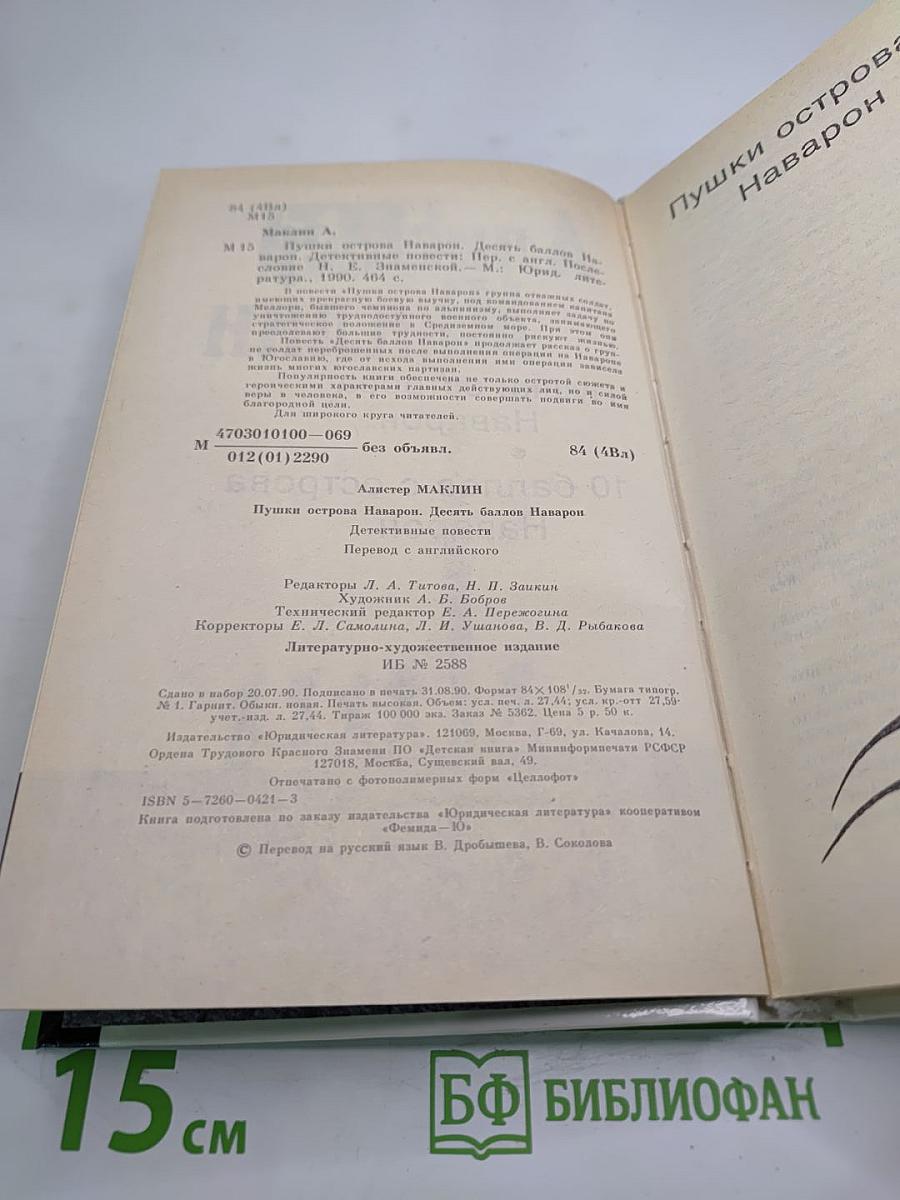 84 (4Вл)
М15
Маклин А.
М 15 Пушки острова Наварон. Десять баллов На-
варон. Детективные повести: Пер. с англ. После-
словие Н. Е. Знаменской.— М.: Юрид. лите-
ратура., 1990. 464 с.
В повести «Пушки острова Наварон» группа отважных солдат,
имеющих прекрасную боевую выучку, под командованием капитана
Меллори, бывшего чемпиона по альпинизму, выполняет задачу по
уничтожению труднодоступного военного объекта, занимающего
стратегическое положение в Средиземном море. При этом они
преодолевают большие трудности, постоянно рискуют жизнью.
Повесть «Десять баллов Наварон» продолжает рассказ о груп-
пе солдат переброшенных после выполнения операции на Навароне
в Югославию, где от исхода выполнения ими операции зависела
жизнь многих югославских партизан.
Популярность книги обеспечена не только остротой сюжета и
героическими характерами главных действующих лиц, но и силой
веры в человека, в его возможности совершать подвиги во имя
благородной цели.
Для широкого круга читателей.
М 4703010100—069 без объявл. 84 (4Вл)
012(01)2290
Алистер МАКЛИН
Пушки острова Наварон. Десять баллов Наварон
Детективные повести
Перевод с английского
Редакторы Л. А. Титова, Н. П. Заикин
Художник А. Б. Бобров
Технический редактор Е. А. Пережогина
Корректоры Е. Л. Самолина, Л. И. Ушанова, В. Д. Рыбакова
Литературно-художественное издание
ИБ № 2588
Сдано в набор 20.07.90. Подписано в печать 31.08.90. Формат 84×108¹/₃₂. Бумага типогр.
№ 1. Гарнит. Обыкн. новая. Печать высокая. Объем: усл. печ. л. 27,44; усл. кр.-отт 27,59·
учет.-изд. л. 27,44. Тираж 100 000 экз. Заказ № 5362. Цена 5 р. 50 к.
Издательство «Юридическая литература». 121069, Москва, Г-69, ул. Качалова, 14.
Ордена Трудового Красного Знамени ПО «Детская книга» Мининформпечати РСФСР
127018, Москва, Сущевский вал, 49.
Отпечатано с фотополимерных форм «Целлофот»
ISBN 5—7260—0421—3
Книга подготовлена по заказу издательства «Юридическая литература» кооперативом
«Фемида—Ю»
© Перевод на русский язык В. Дробышева, В. Соколова
Пушки острова
Наварон
15 см
БФ БИБЛИОФАН